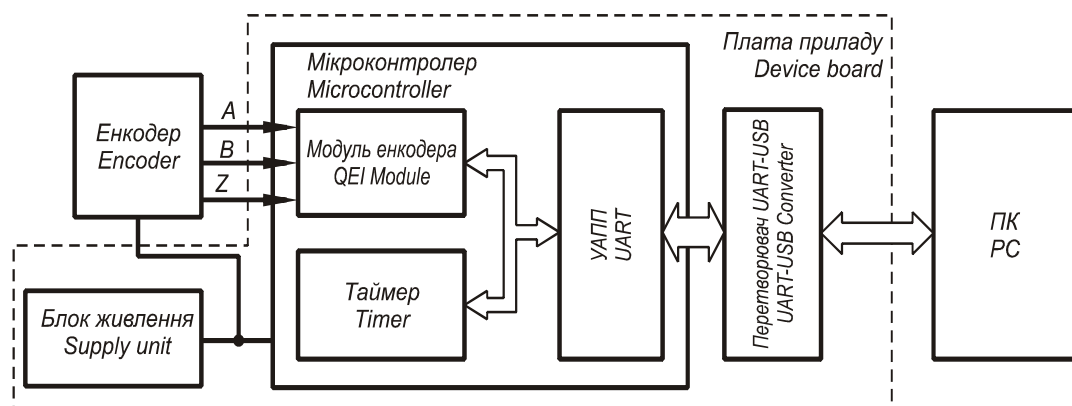 Плата приладу
Device board
Мікроконтролер
Microcontroller
Енкодер
Encoder
A
B
Z
Модуль енкодера
QEI Module
УАПП
UART
Перетворювач UART-USB
UART-USB Converter
ПК
PC
Таймер
Timer
Блок живлення
Supply unit